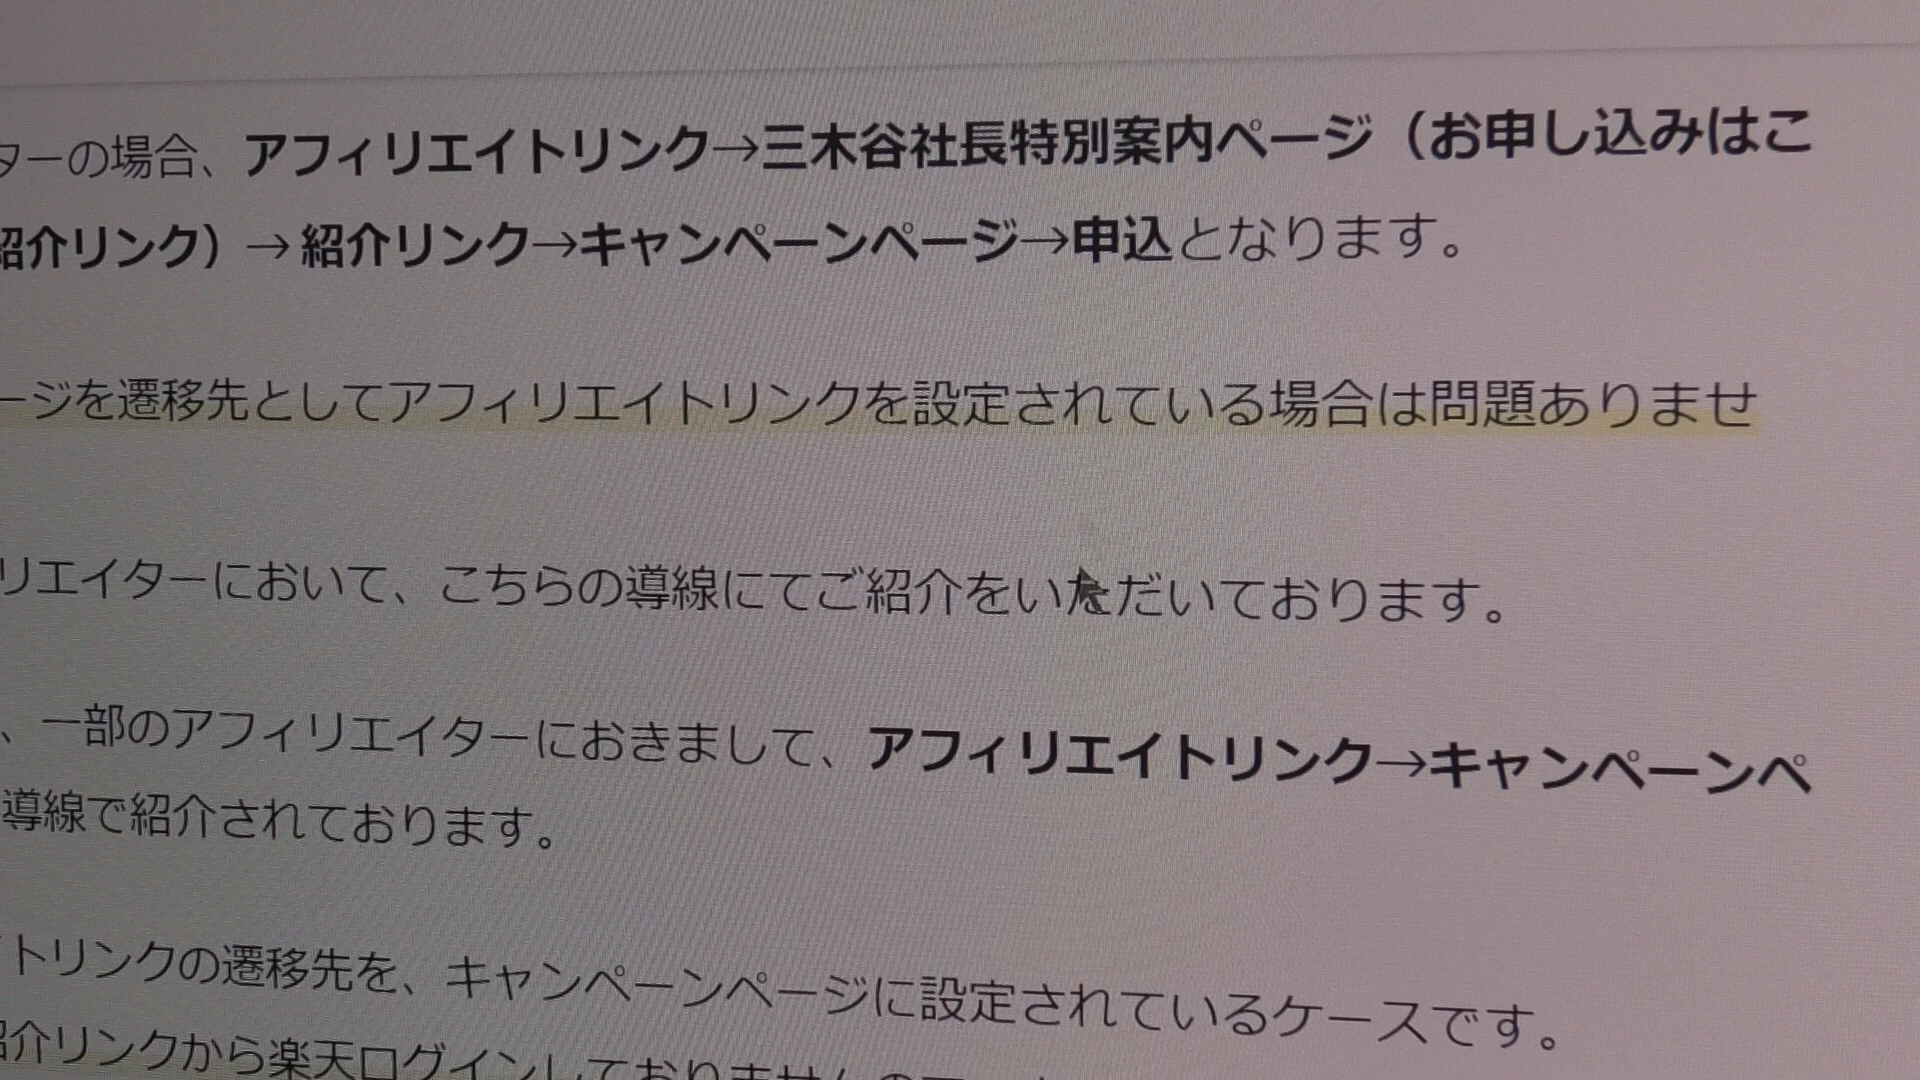 ターの場合、アフィリエイトリンク→三木谷社長特別案内ページ（お申し込みはこ
紹介リンク）→ 紹介リンク→キャンペーンページ→申込となります。
ージを遷移先としてアフィリエイトリンクを設定されている場合は問題ありませ
リエイターにおいて、こちらの導線にてご紹介をいただいております。
、一部のアフィリエイターにおきまして、アフィリエイトリンク→キャンペーンペ
導線で紹介されております。
トリンクの遷移先を、キャンペーンページに設定されているケースです。
紹介リンクから楽天ログインしておりませんの